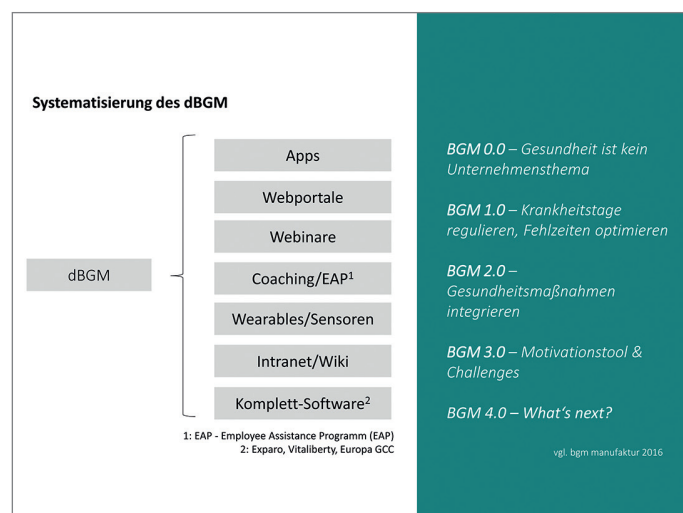 Systematisierung des dBGM
dBGM
Apps
Webportale
Webinare
Coaching/EAP¹
Wearables/Sensoren
Intranet/Wiki
Komplett-Software²
1: EAP - Employee Assistance Programm (EAP)
2: Exparo, Vitaliberty, Europa GCC
BGM 0.0 – Gesundheit ist kein
Unternehmensthema
BGM 1.0 – Krankheitstage
regulieren, Fehlzeiten optimieren
BGM 2.0 –
Gesundheitsmaßnahmen
integrieren
BGM 3.0 – Motivationstool &
Challenges
BGM 4.0 – What‘s next?
vgl. bgm manufaktur 2016